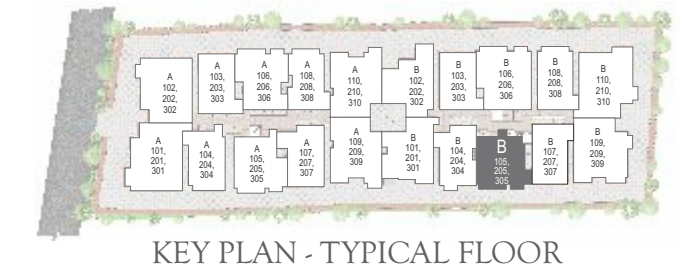 A
102,
202,
302
A
103,
203,
303
A
106,
206,
306
A
108,
208,
308
A
110,
210,
310
B
102,
202,
302
B
103,
203,
303
B
106,
206,
306
B
108,
208,
308
B
110,
210,
310
A
101,
201,
301
A
104,
204,
304
A
105,
205,
305
A
107,
207,
307
A
109,
209,
309
B
101,
201,
301
B
104,
204,
304
B
105,
205,
305
B
107,
207,
307
B
109,
209,
309
KEY PLAN - TYPICAL FLOOR